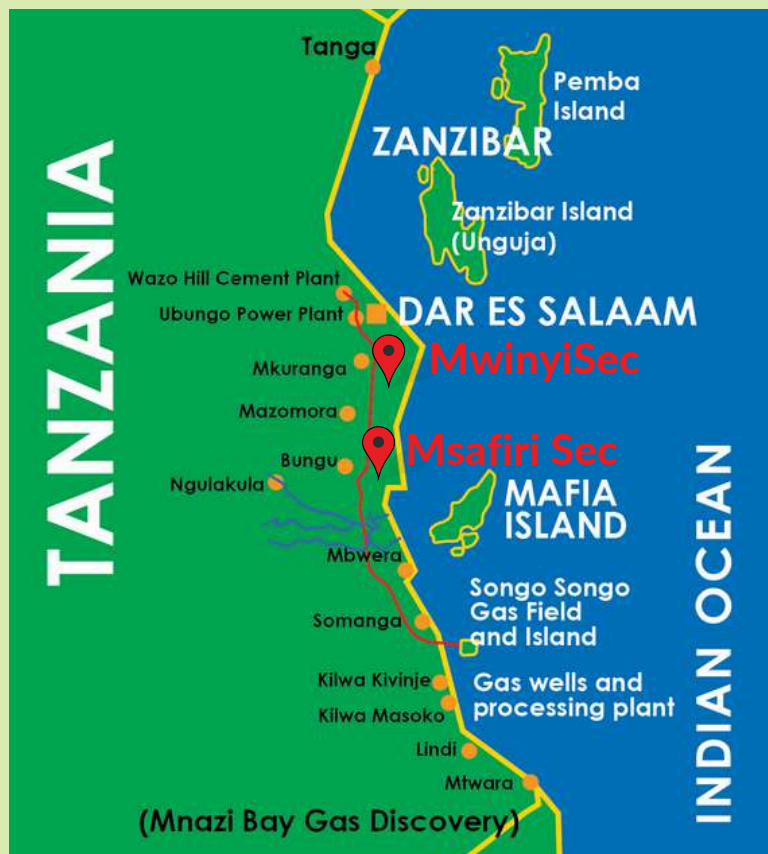 Tanga
Pemba
Island
ZANZIBAR
Zanzibar Island
(Unguja)
TANZANIA
Wazo Hill Cement Plant
Ubungo Power Plant
DAR ES SALAAM
MwinyiSec
Mkuranga
Mazomora
Msafiri Sec
Bungu
Ngulakula
MAFIA
ISLAND
INDIAN OCEAN
Mbwera
Songo Songo
Gas Field
and Island
Somanga
Kilwa Kivinje
Gas wells and
processing plant
Kilwa Masoko
Lindi
Mtwara
(Mnazi Bay Gas Discovery)